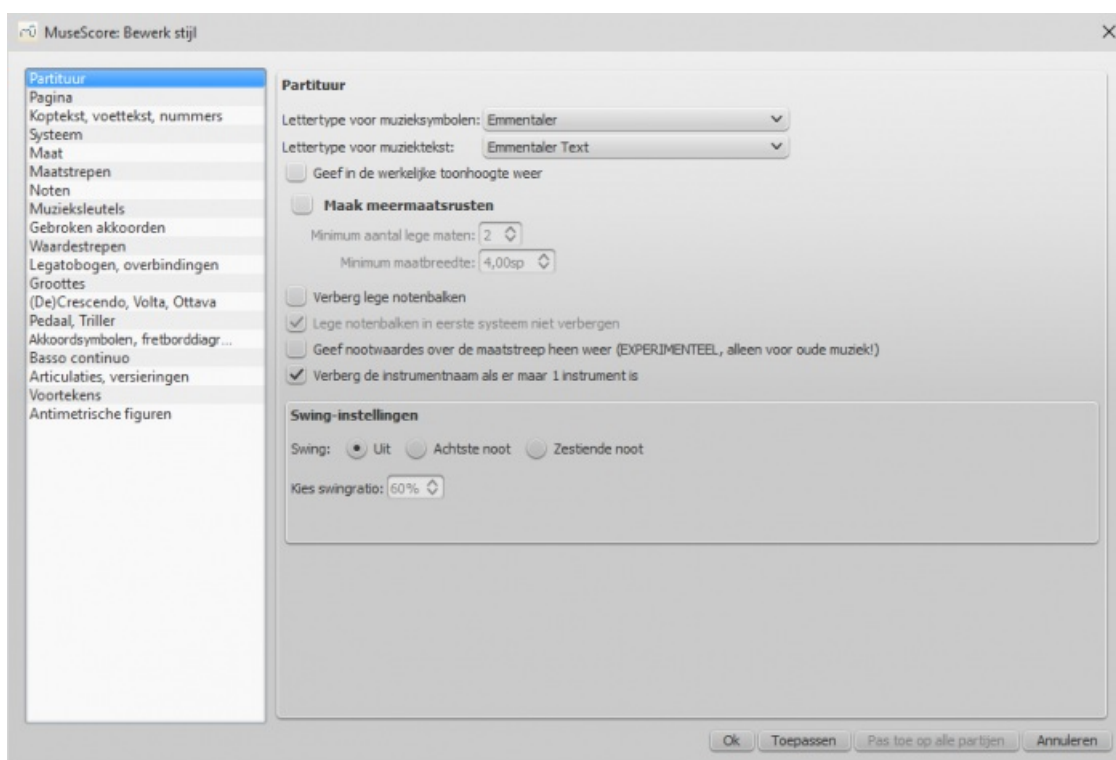 MuseScore: Bewerk stijl
Partituur
Pagina
Koptekst, voettekst, nummers
Systeem
Maat
Maatstrepen
Noten
Muzieksleutels
Gebroken akkoorden
Waardestrepen
Legatobogen, overbindingen
Groottes
(De)Crescendo, Volta, Ottava
Pedaal, Triller
Akkoordsymbolen, fretborddiagr...
Basso continuo
Articulaties, versieringen
Voortekens
Antimetrische figuren
Partituur
Lettertype voor muzieksymbolen: Emmentaler
Lettertype voor muziektekst: Emmentaler Text
Geef in de werkelijke toonhoogte weer
Maak meermaatsrusten
Minimum aantal lege maten: 2
Minimum maatbreedte: 4,00sp
Verberg lege notenbalken
Lege notenbalken in eerste systeem niet verbergen
Geef nootwaardes over de maatstreep heen weer (EXPERIMENTEEL, alleen voor oude muziek!)
Verberg de instrumentnaam als er maar 1 instrument is
Swing-instellingen
Swing: Uit Achtste noot Zestiende noot
Kies swingratio: 60%
Ok Toepassen Pas toe op alle partijen Annuleren